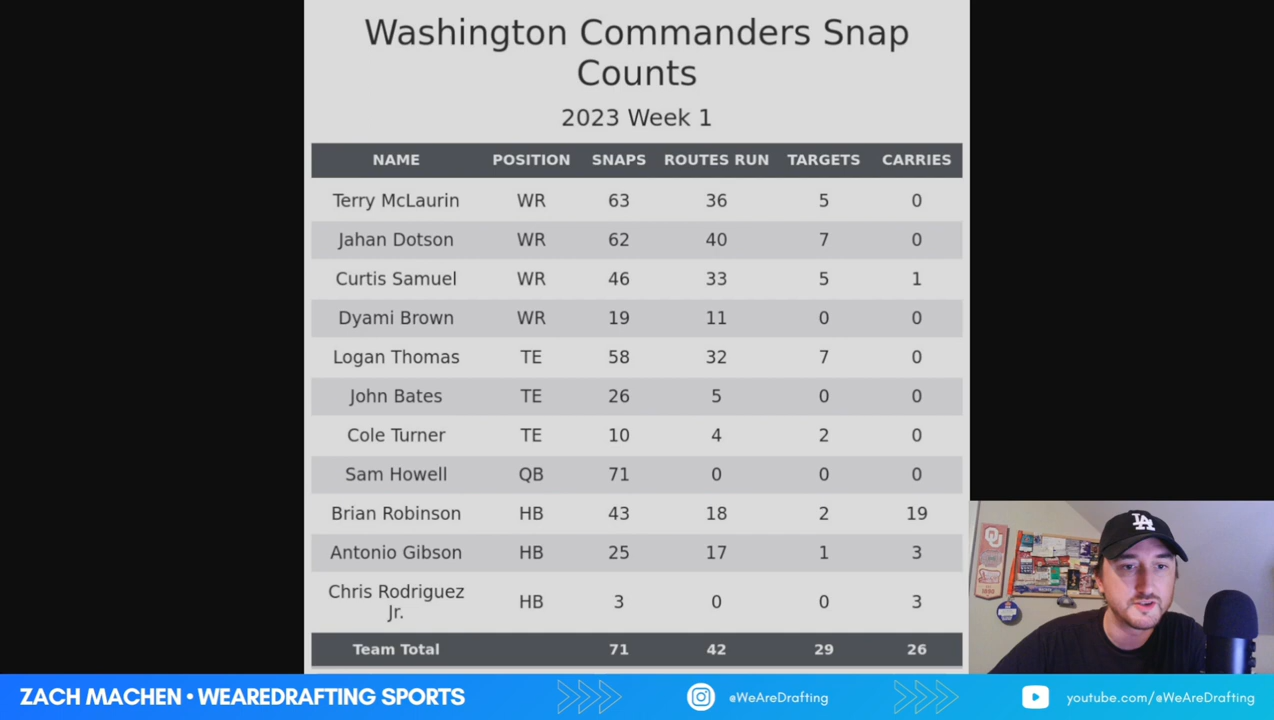 Washington Commanders Snap
Counts
2023 Week 1
NAME POSITION SNAPS ROUTES RUN TARGETS CARRIES
Terry McLaurin WR 63 36 5 0
Jahan Dotson WR 62 40 7 0
Curtis Samuel WR 46 33 5 1
Dyami Brown WR 19 11 0 0
Logan Thomas TE 58 32 7 0
John Bates TE 26 5 0 0
Cole Turner TE 10 4 2 0
Sam Howell QB 71 0 0 0
Brian Robinson HB 43 18 2 19
Antonio Gibson HB 25 17 1 3
Chris Rodriguez
Jr. HB 3 0 0 3
Team Total 71 42 29 26
LA
ZACH MACHEN • WEAREDRAFTING SPORTS @WeAreDrafting youtube.com/@WeAreDrafting